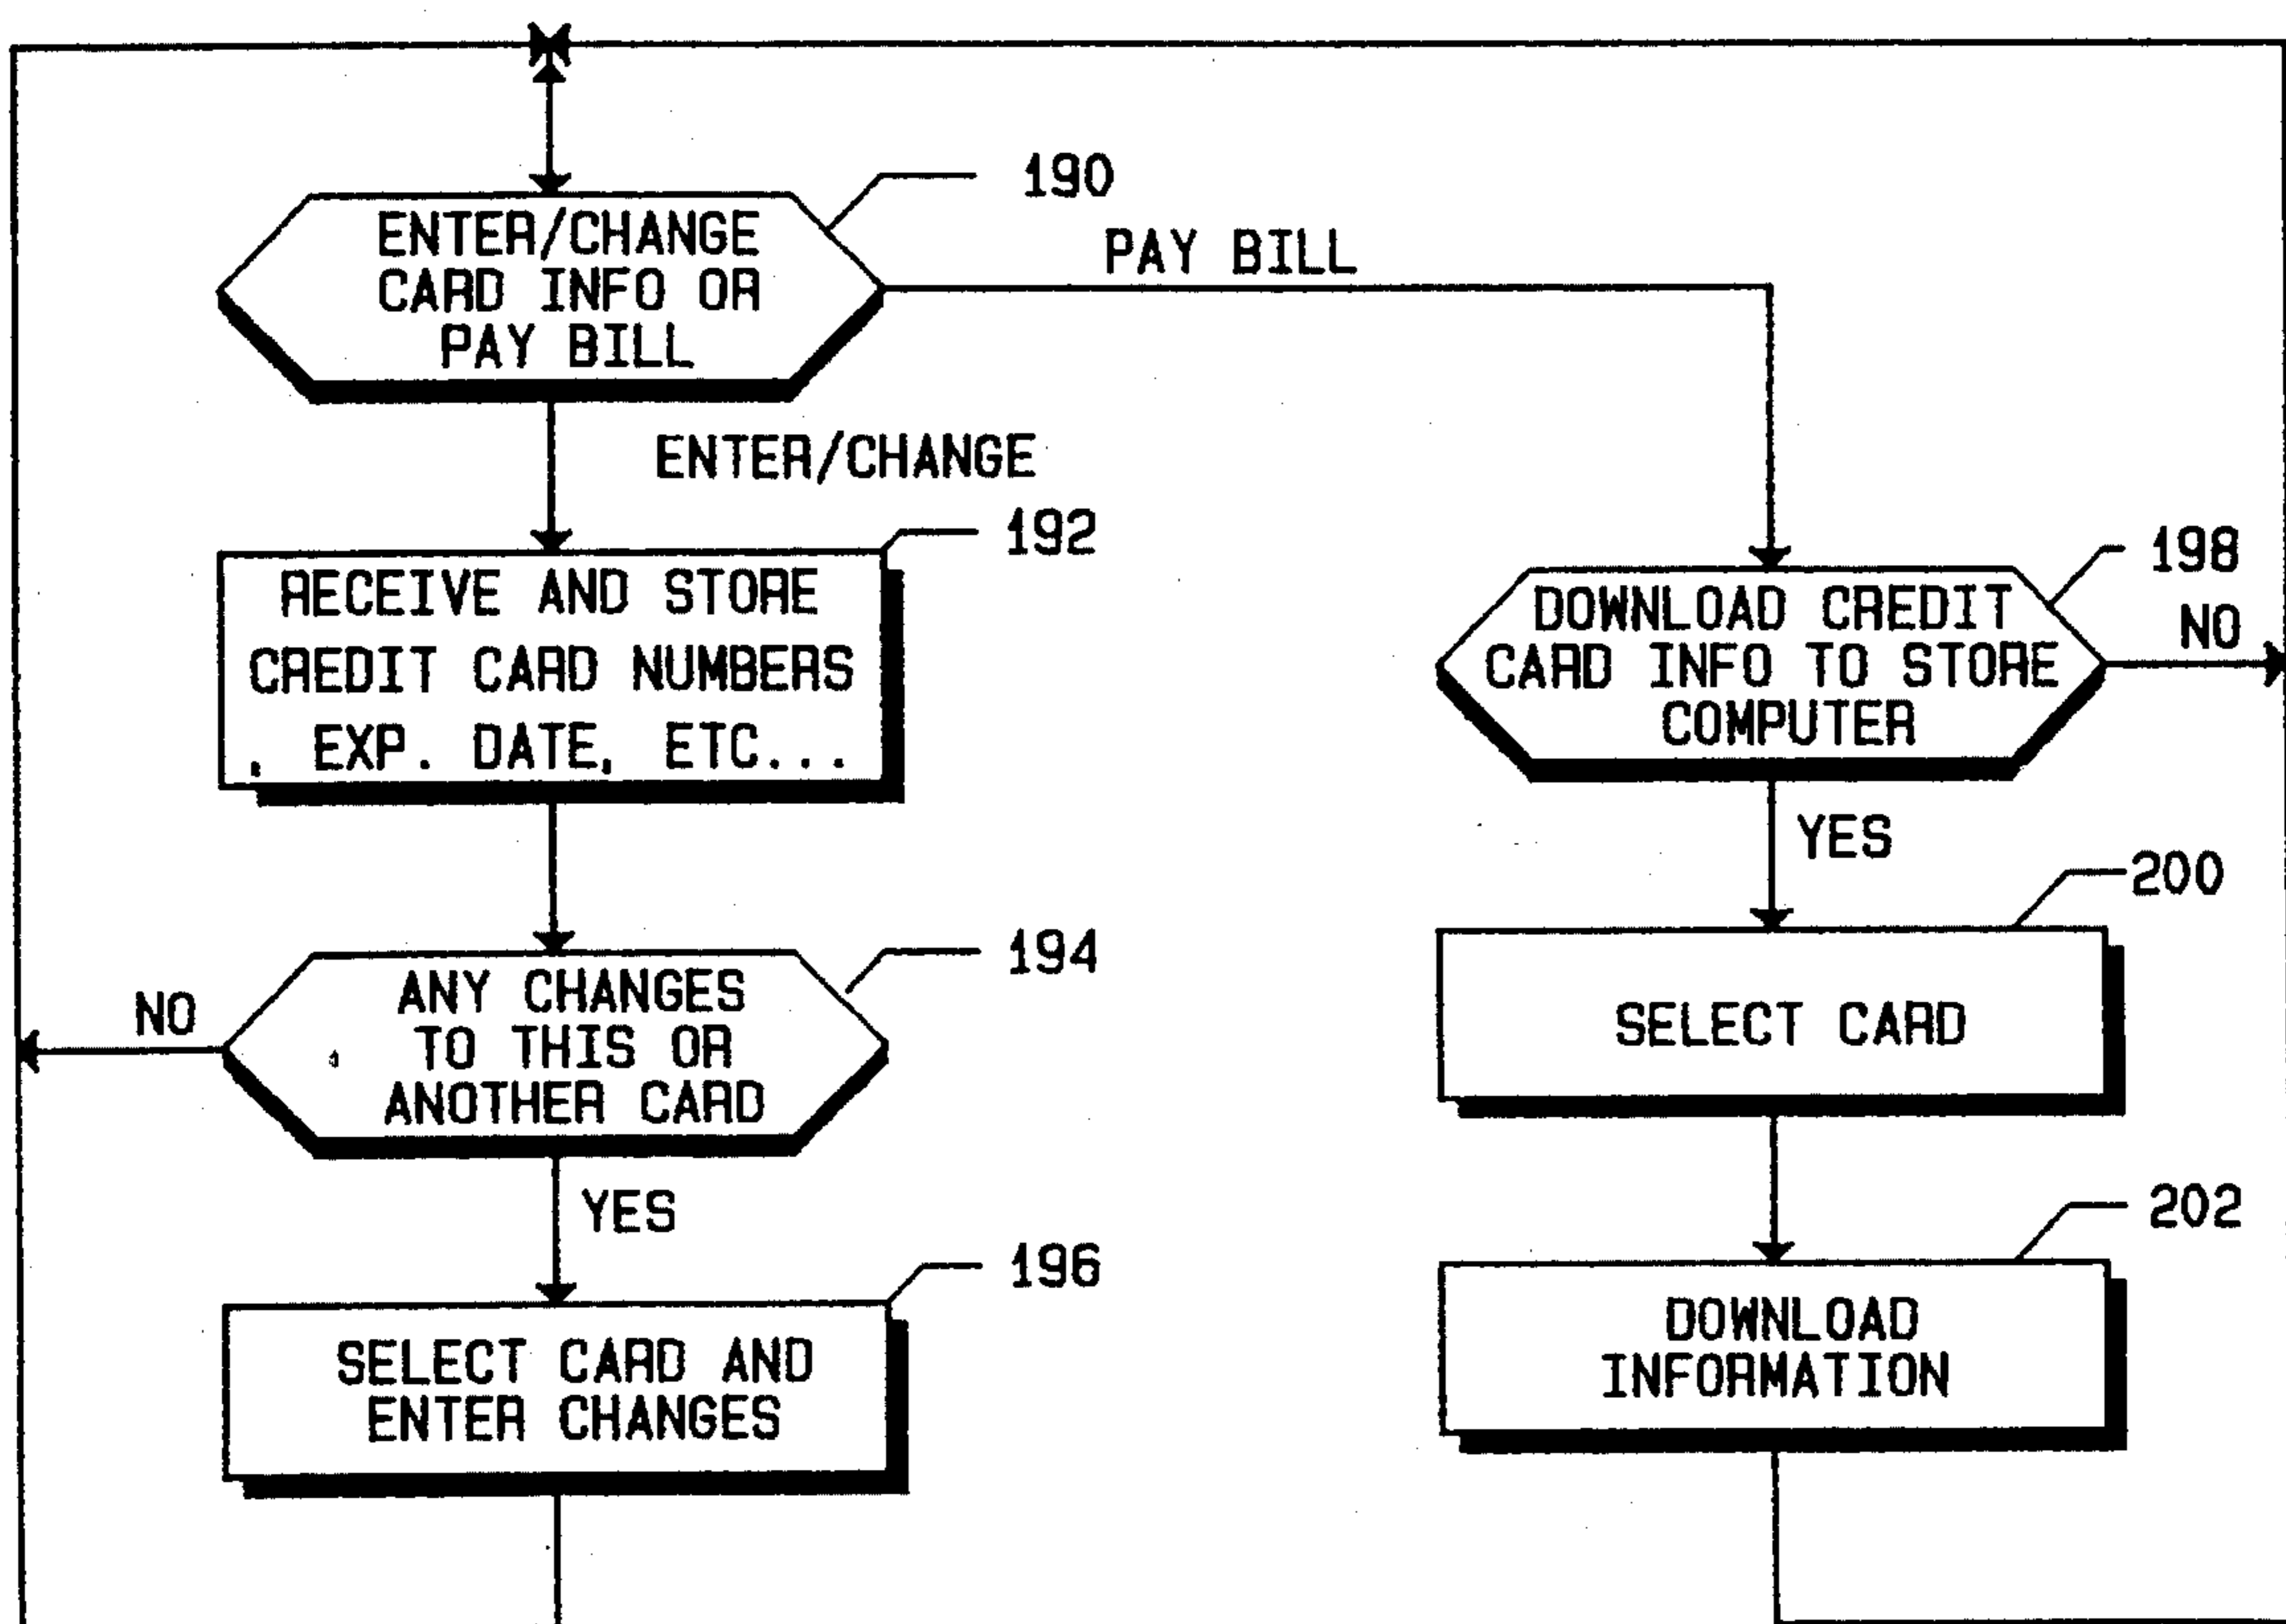 190
ENTER/CHANGE
CARD INFO OR
PAY BILL
PAY BILL
ENTER/CHANGE
192
RECEIVE AND STORE
CREDIT CARD NUMBERS
, EXP. DATE, ETC...
198
DOWNLOAD CREDIT
CARD INFO TO STORE
COMPUTER
NO
YES
194
ANY CHANGES
TO THIS OR
ANOTHER CARD
NO
YES
200
SELECT CARD
196
SELECT CARD AND
ENTER CHANGES
202
DOWNLOAD
INFORMATION